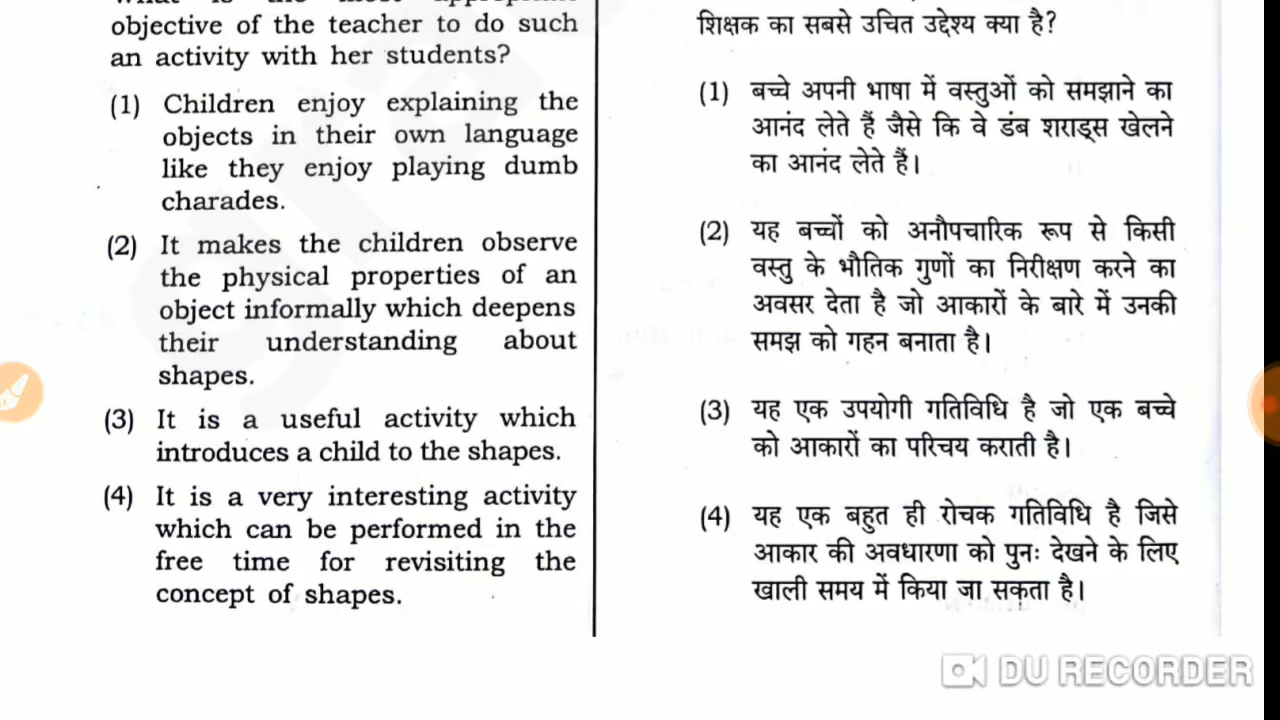 objective of the teacher to do such
an activity with her students?
(1) Children enjoy explaining the
objects in their own language
like they enjoy playing dumb
charades.
(2) It makes the children observe
the physical properties of an
object informally which deepens
their understanding about
shapes.
(3) It is a useful activity which
introduces a child to the shapes.
(4) It is a very interesting activity
which can be performed in the
free time for revisiting the
concept of shapes.
शिक्षक का सबसे उचित उद्देश्य क्या है?
(1) बच्चे अपनी भाषा में वस्तुओं को समझाने का
आनंद लेते हैं जैसे कि वे डंब शराड्स खेलने
का आनंद लेते हैं।
(2) यह बच्चों को अनौपचारिक रूप से किसी
वस्तु के भौतिक गुणों का निरीक्षण करने का
अवसर देता है जो आकारों के बारे में उनकी
समझ को गहन बनाता है।
(3) यह एक उपयोगी गतिविधि है जो एक बच्चे
को आकारों का परिचय कराती है।
(4) यह एक बहुत ही रोचक गतिविधि है जिसे
आकार की अवधारणा को पुनः देखने के लिए
खाली समय में किया जा सकता है।
DU RECORDER